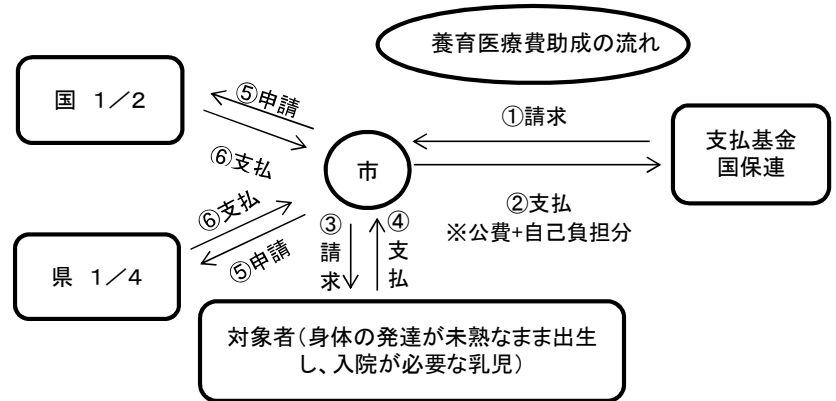 養育医療費助成の流れ
国 1/2
⑤申請
⑥支払
市
①請求
支払基金
国保連
②支払
※公費+自己負担分
県 1/4
⑥支払
⑤申請
③請求
④支払
対象者(身体の発達が未熟なまま出生
し、入院が必要な乳児)